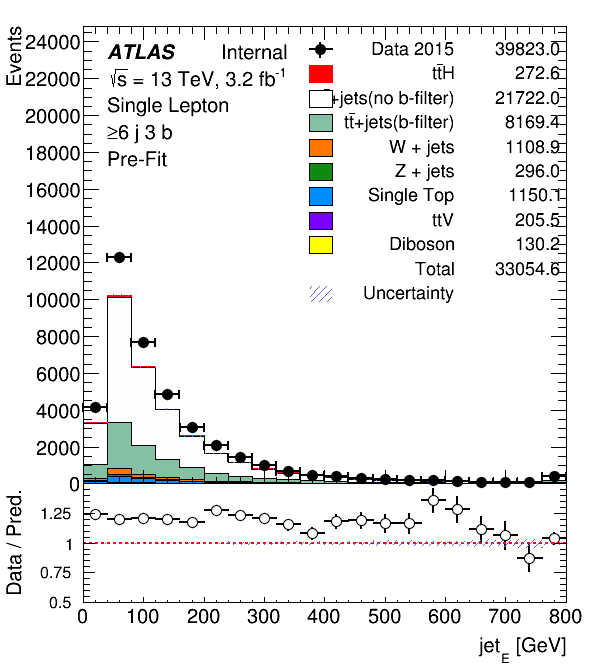 Events
24000
22000
20000
18000
16000
14000
12000
10000
8000
6000
4000
2000
0
ATLAS Internal
√s = 13 TeV, 3.2 fb⁻¹
Single Lepton
≥6 j 3 b
Pre-Fit
Data 2015 39823.0
tt̄H 272.6
+jets(no b-filter) 21722.0
tt̄+jets(b-filter) 8169.4
W + jets 1108.9
Z + jets 296.0
Single Top 1150.1
ttV 205.5
Diboson 130.2
Total 33054.6
Uncertainty
Data / Pred.
1.25
1
0.75
0.5
0 100 200 300 400 500 600 700 800
jet_E [GeV]